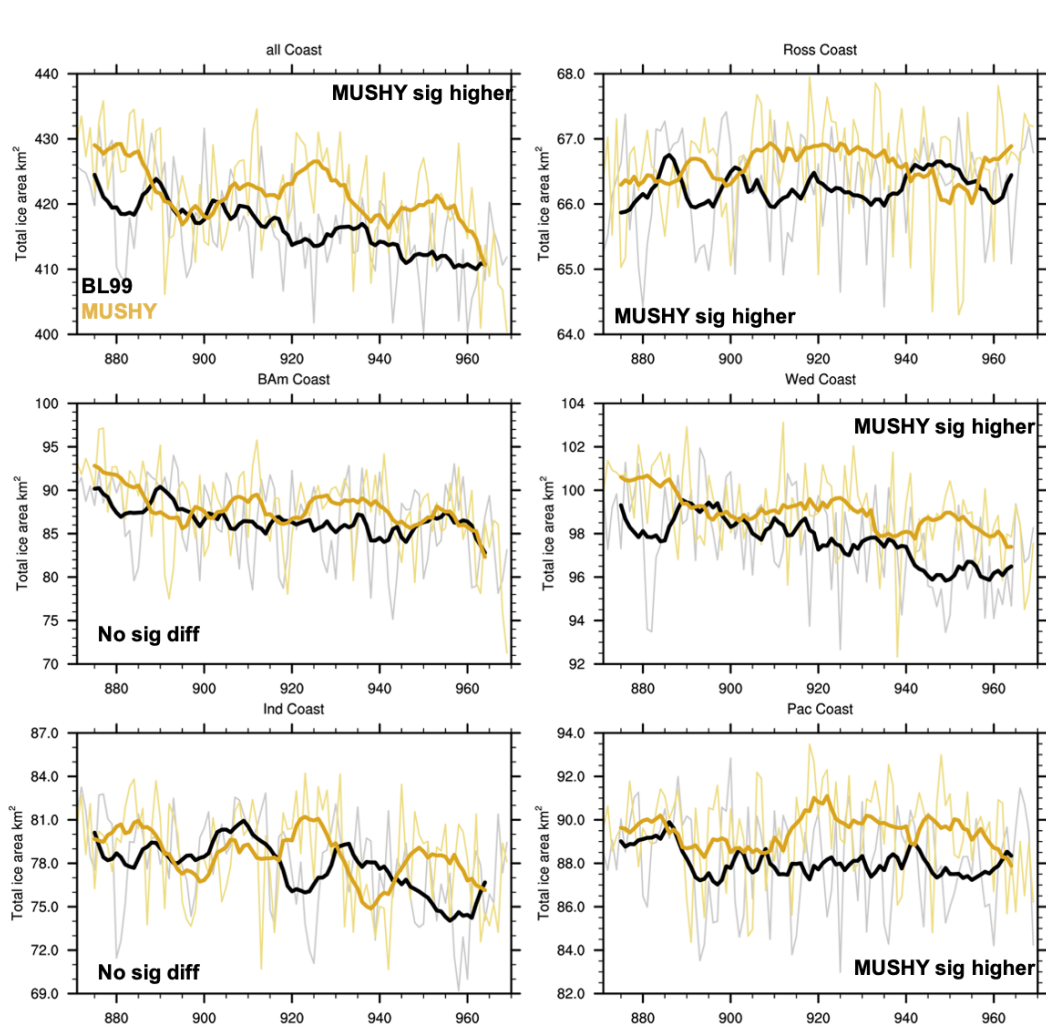 all Coast
Total ice area km²
440
430
420
410
400
MUSHY sig higher
BL99
MUSHY
880 900 920 940 960
Ross Coast
Total ice area km²
68.0
67.0
66.0
65.0
64.0
MUSHY sig higher
880 900 920 940 960
BAm Coast
Total ice area km²
100
95
90
85
80
75
70
No sig diff
880 900 920 940 960
Wed Coast
Total ice area km²
104
102
100
98
96
94
92
MUSHY sig higher
880 900 920 940 960
Ind Coast
Total ice area km²
87.0
84.0
81.0
78.0
75.0
72.0
69.0
No sig diff
880 900 920 940 960
Pac Coast
Total ice area km²
94.0
92.0
90.0
88.0
86.0
84.0
82.0
MUSHY sig higher
880 900 920 940 960